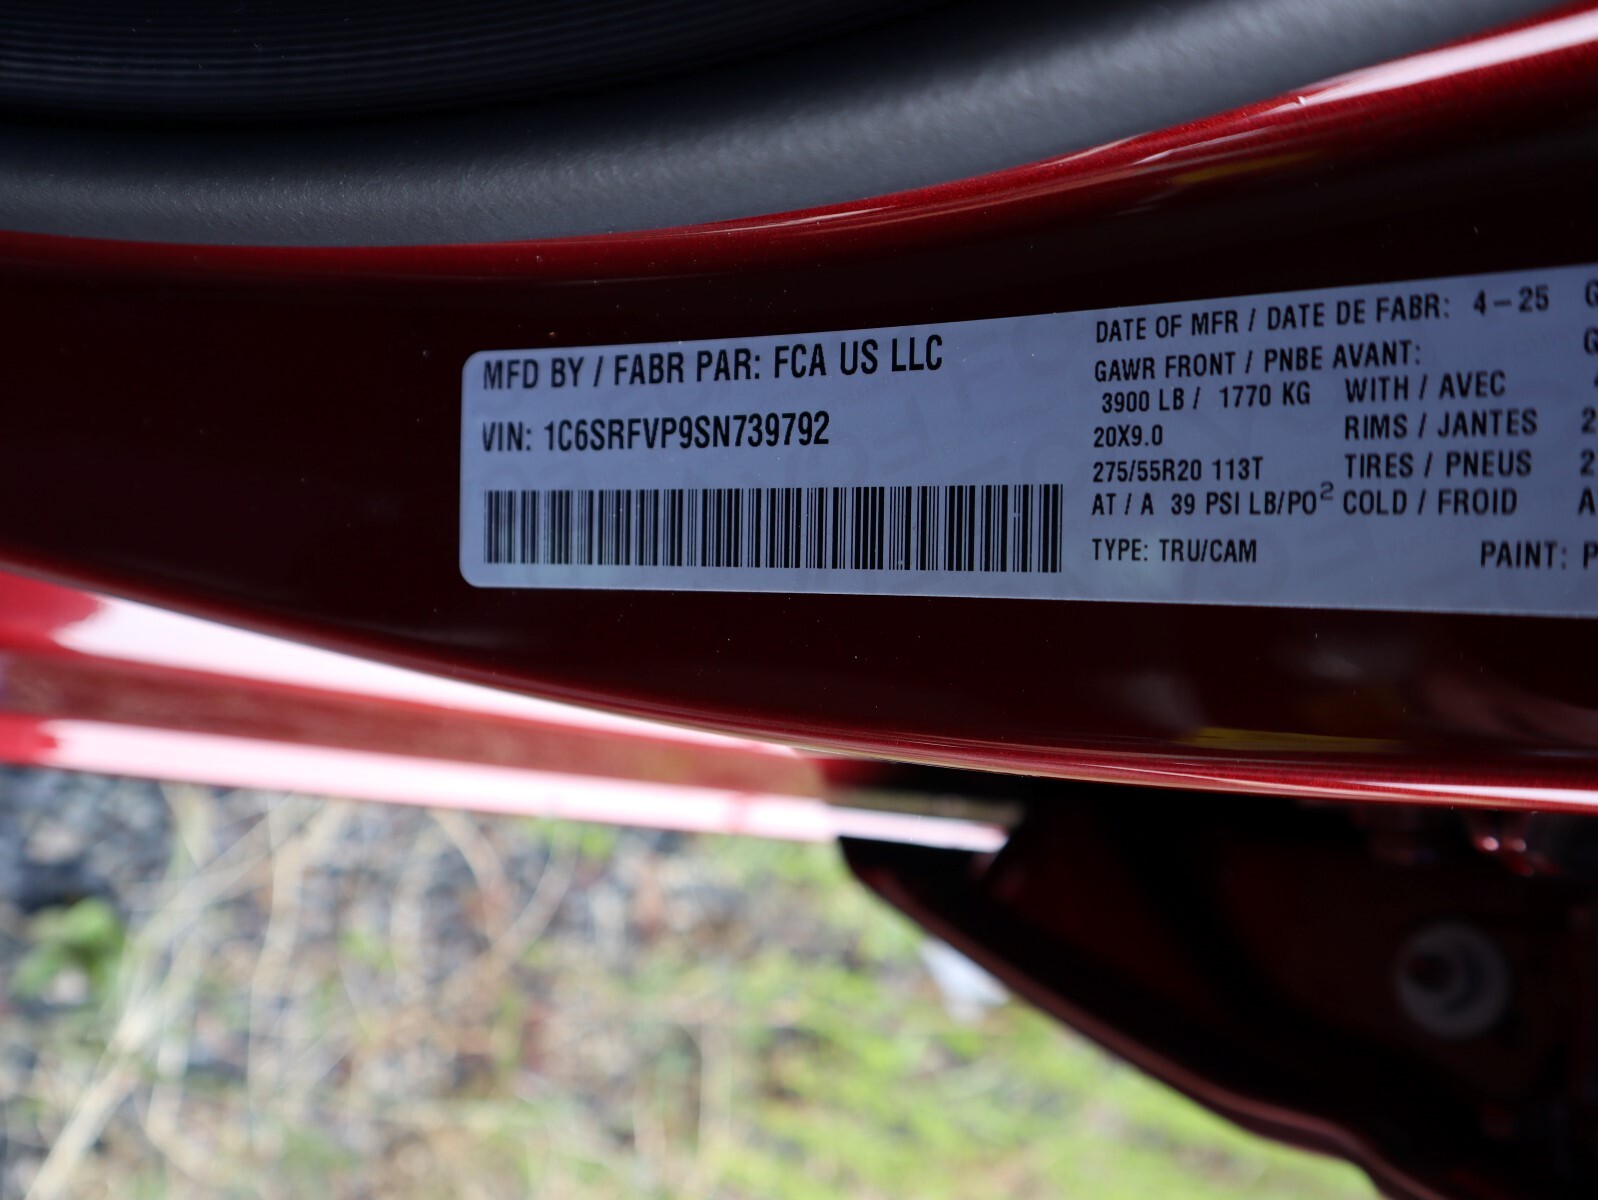 MFD BY / FABR PAR: FCA US LLC
VIN: 1C6SRFVP9SN739792
DATE OF MFR / DATE DE FABR: 4-25
GAWR FRONT / PNBE AVANT:
3900 LB / 1770 KG WITH / AVEC
20X9.0 RIMS / JANTES
275/55R20 113T TIRES / PNEUS
AT / A 39 PSI LB/PO² COLD / FROID
TYPE: TRU/CAM PAINT: P